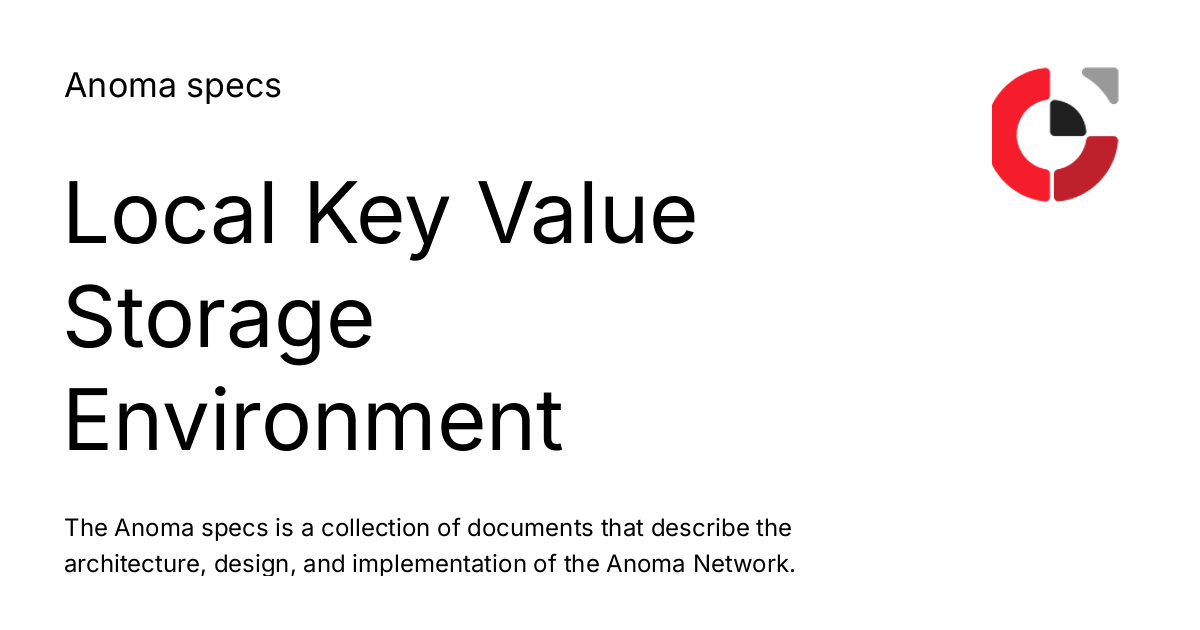 Anoma specs
Local Key Value
Storage
Environment
The Anoma specs is a collection of documents that describe the
architecture, design, and implementation of the Anoma Network.